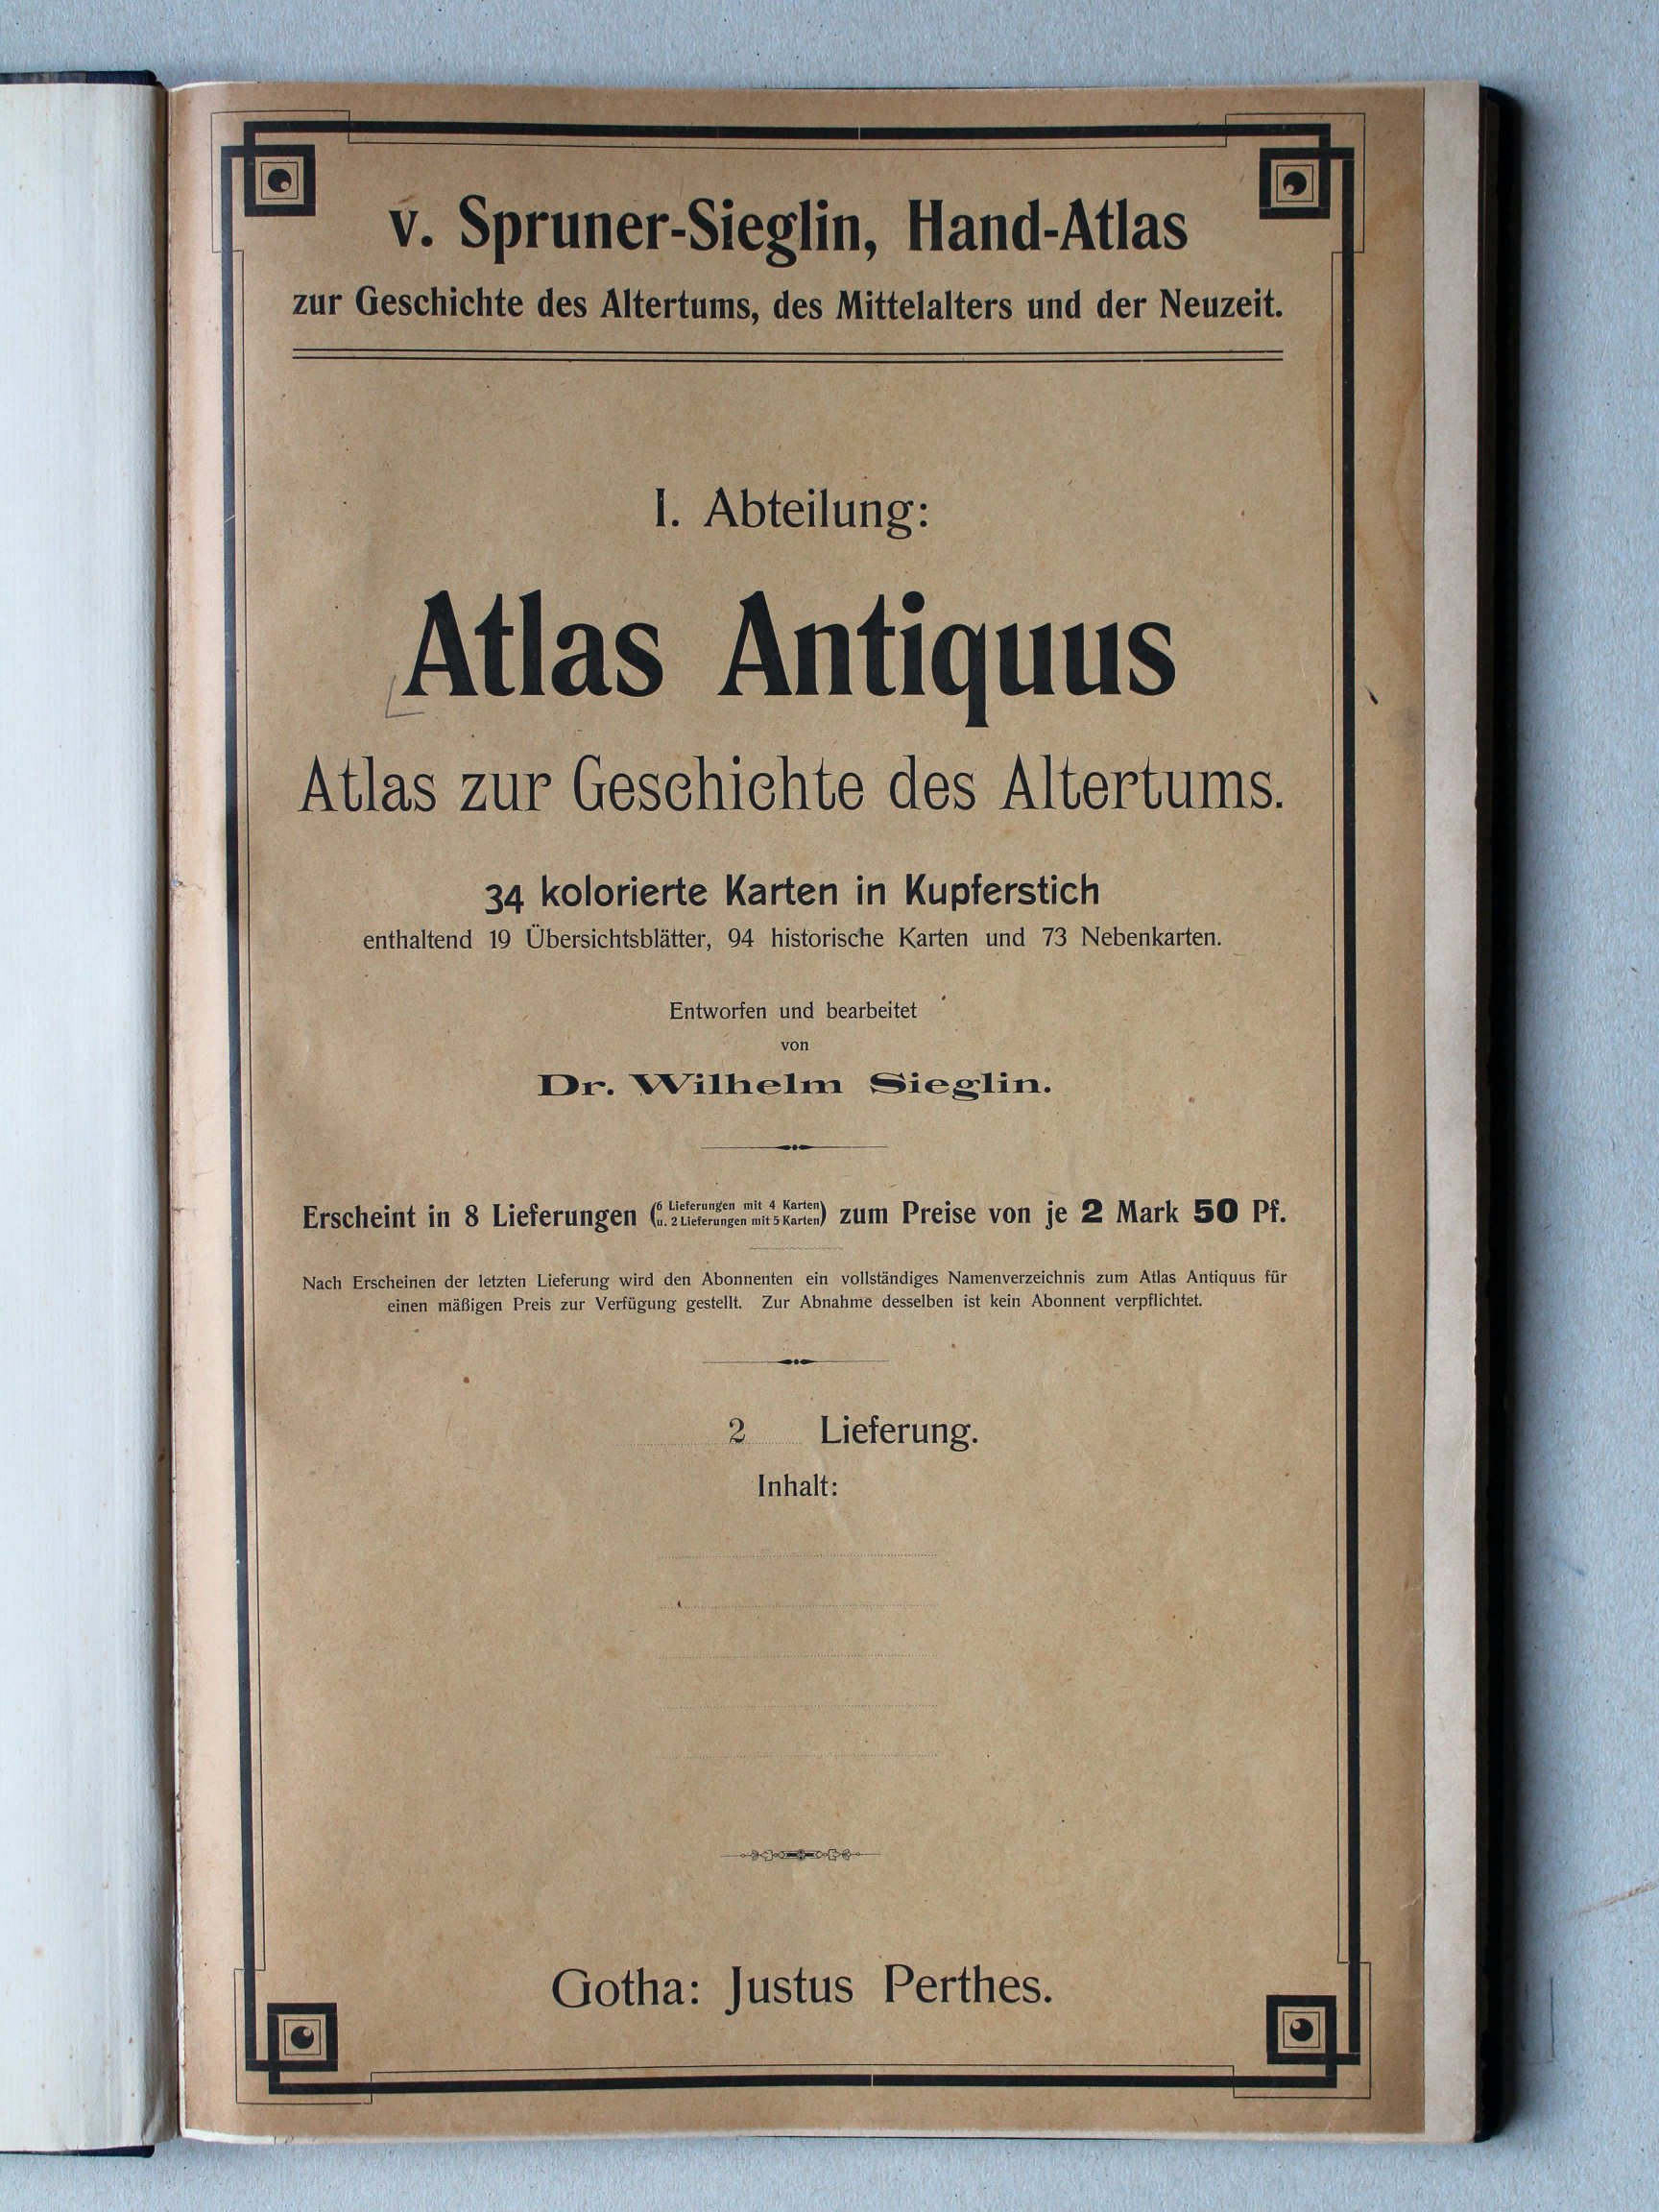 v. Spruner-Sieglin, Hand-Atlas
zur Geschichte des Altertums, des Mittelalters und der Neuzeit.
I. Abteilung:
Atlas Antiquus
Atlas zur Geschichte des Altertums.
34 kolorierte Karten in Kupferstich
enthaltend 19 Übersichtsblätter, 94 historische Karten und 73 Nebenkarten.
Entworfen und bearbeitet
von
Dr. Wilhelm Sieglin.
Erscheint in 8 Lieferungen (6 Lieferungen mit 4 Karten u. 2 Lieferungen mit 5 Karten) zum Preise von je 2 Mark 50 Pf.
Nach Erscheinen der letzten Lieferung wird den Abonnenten ein vollständiges Namenverzeichnis zum Atlas Antiquus für
einen mäßigen Preis zur Verfügung gestellt. Zur Abnahme desselben ist kein Abonnent verpflichtet.
2 Lieferung.
Inhalt:
Gotha: Justus Perthes.